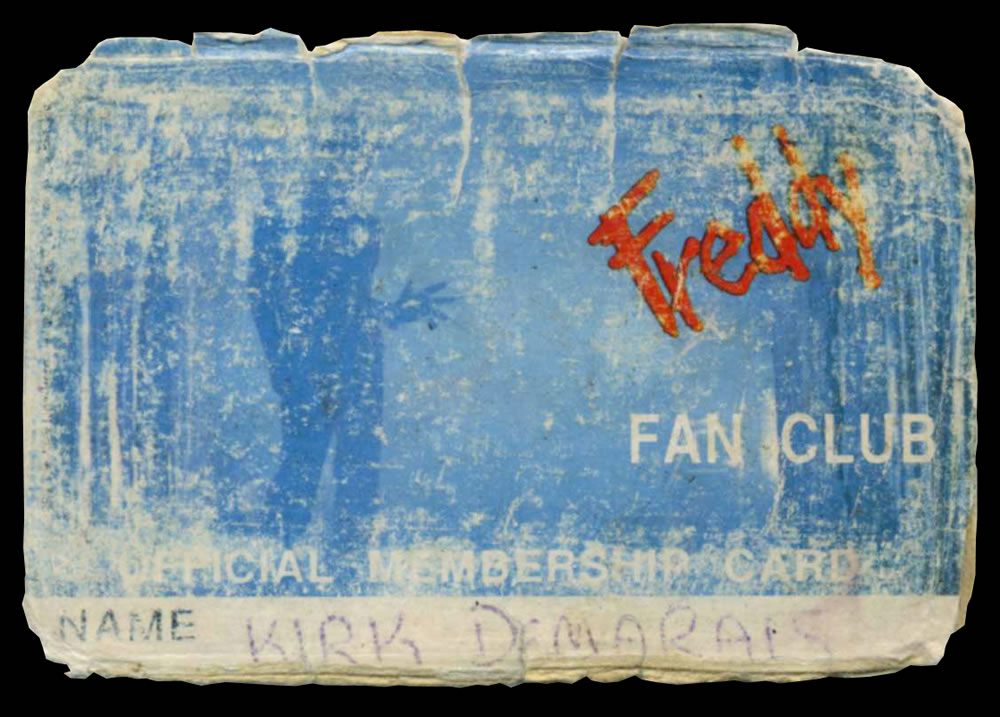 Freddy
FAN CLUB
OFFICIAL MEMBERSHIP CARD
NAME KIRK DEMARAIS